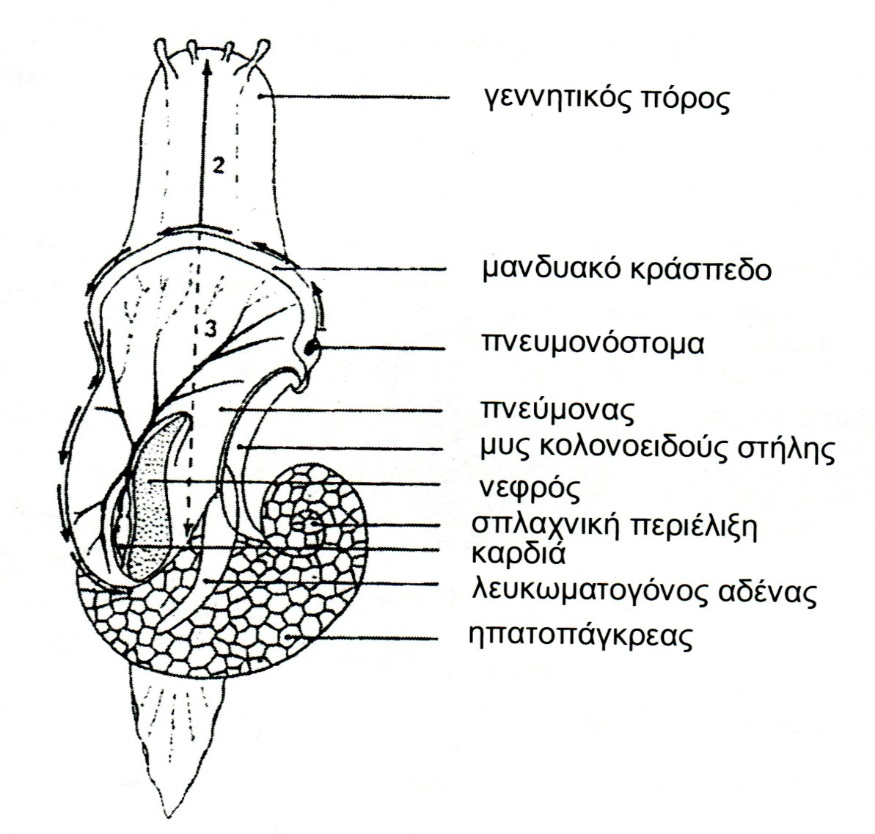 γεννητικός πόρος
2
μανδυακό κράσπεδο
3
πνευμονόστομα
πνεύμονας
μυς κολονοειδούς στήλης
νεφρός
σπλαχνική περιέλιξη
καρδιά
λευκωματογόνος αδένας
ηπατοπάγκρεας